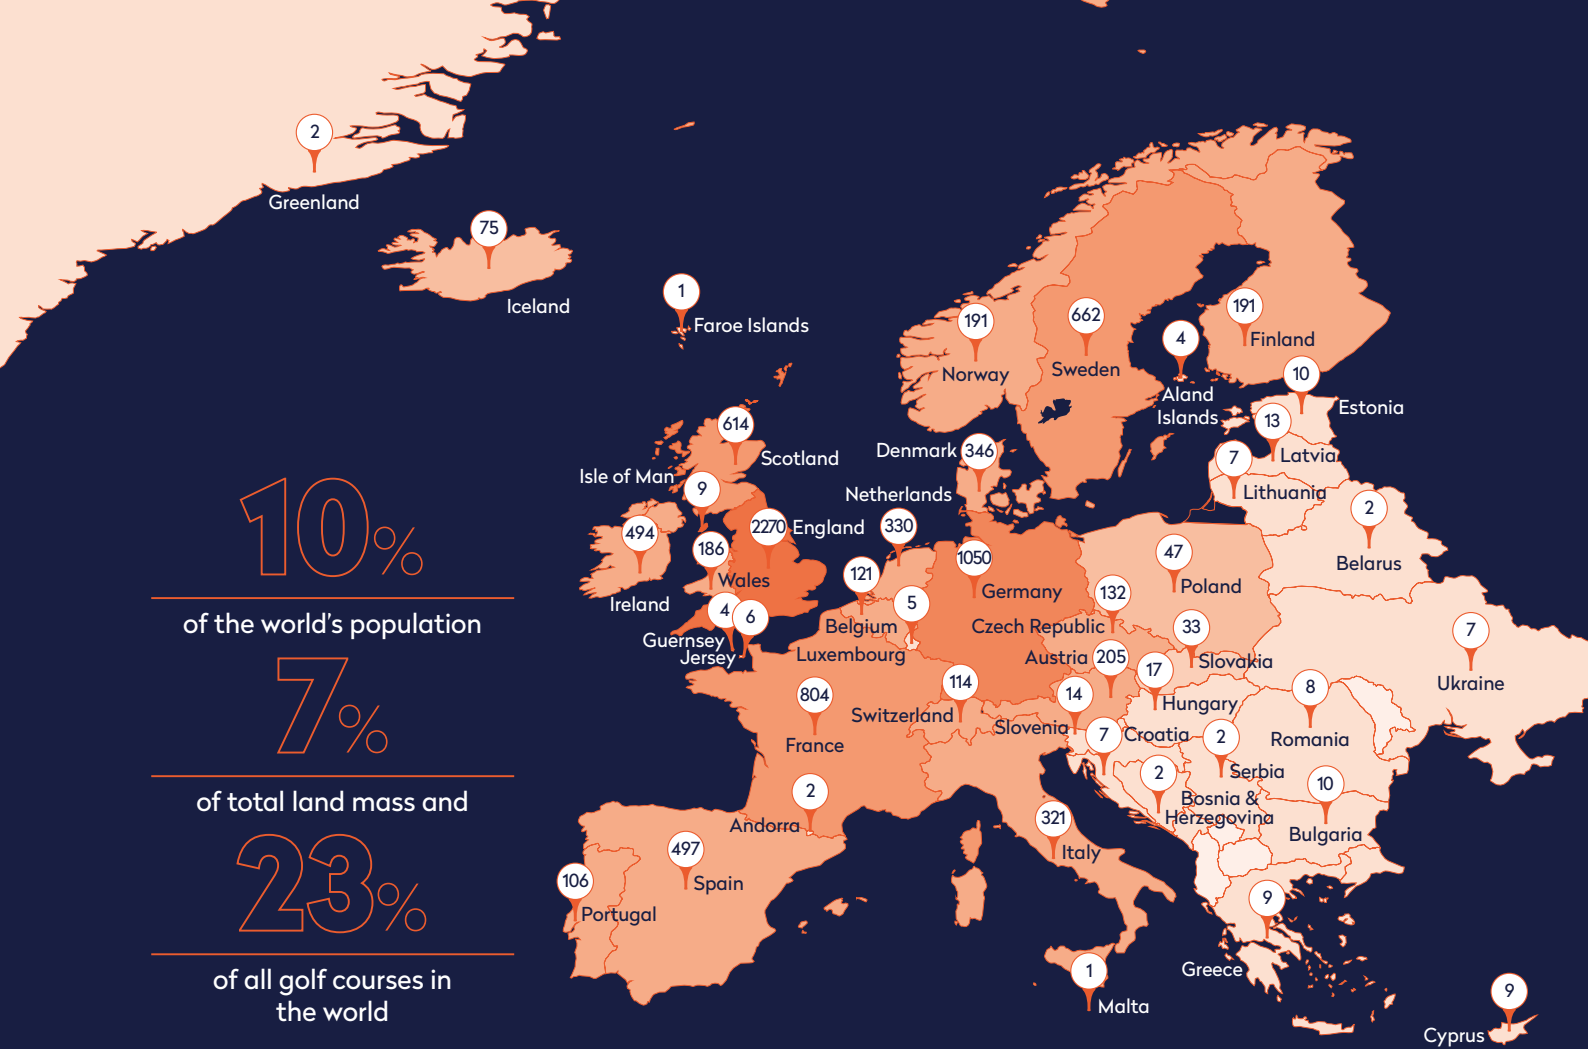 2
Greenland
75
Iceland
1
Faroe Islands
191
Norway
662
Sweden
4
Aland
Islands
191
Finland
10
Estonia
13
Latvia
7
Lithuania
2
Belarus
614
Scotland
Isle of Man
9
494
Ireland
2270
England
186
Wales
4
Guernsey
6
Jersey
Denmark
346
Netherlands
330
121
Belgium
5
Luxembourg
1050
Germany
47
Poland
132
Czech Republic
33
Slovakia
Austria
205
17
Hungary
7
Ukraine
804
France
114
Switzerland
14
Slovenia
7
Croatia
2
Serbia
8
Romania
2
Bosnia &
Herzegovina
10
Bulgaria
2
Andorra
497
Spain
106
Portugal
321
Italy
1
Malta
9
Greece
9
Cyprus
10%
of the world's population
7%
of total land mass and
23%
of all golf courses in
the world